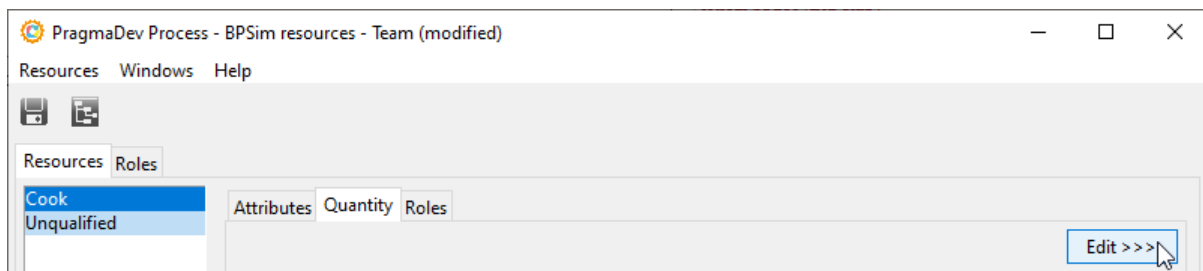 PragmaDev Process - BPSim resources - Team (modified)
Resources Windows Help
Resources Roles
Cook
Unqualified
Attributes Quantity Roles
Edit >>>